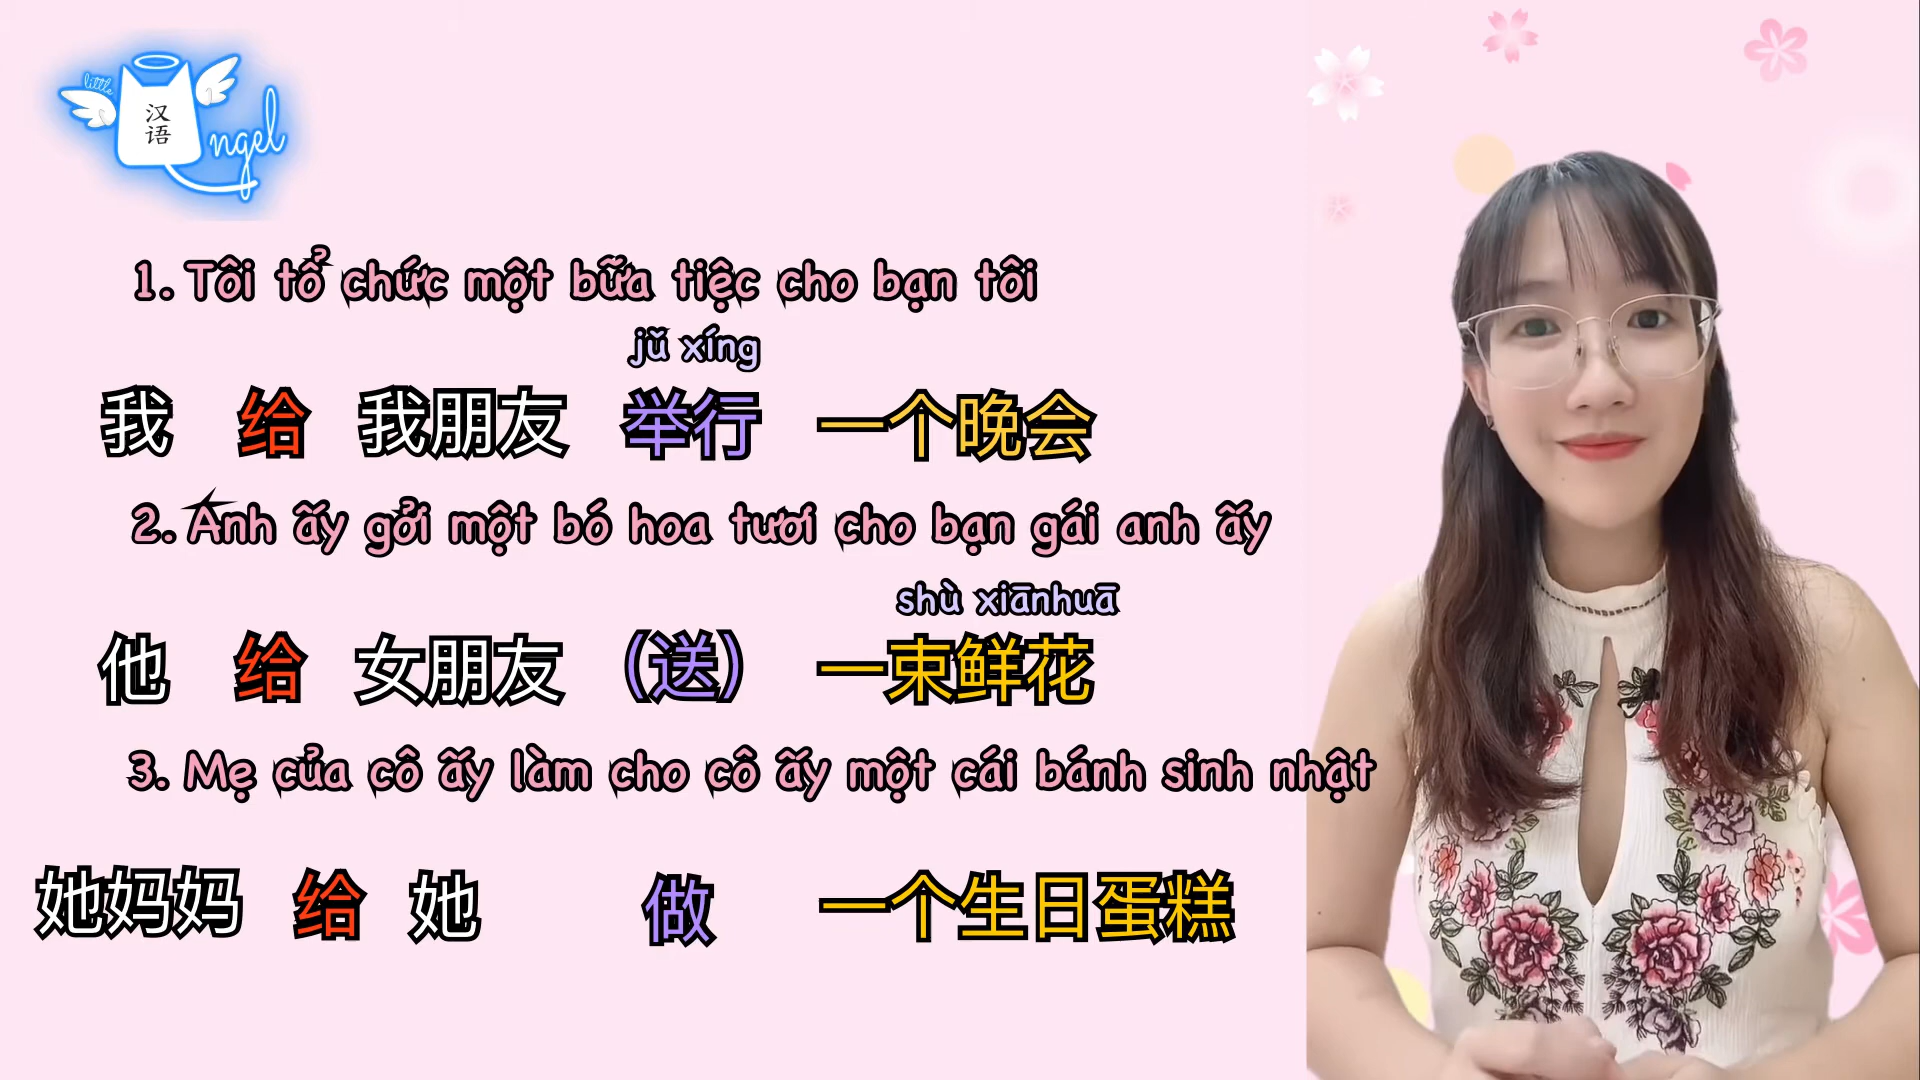 little
汉语
Angel
1. Tôi tổ chức một bữa tiệc cho bạn tôi
jǔ xíng
我 给 我朋友 举行 一个晚会
2. Anh ấy gởi một bó hoa tươi cho bạn gái anh ấy
shù xiānhuā
他 给 女朋友 (送) 一束鲜花
3. Mẹ của cô ấy làm cho cô ấy một cái bánh sinh nhật
她妈妈 给 她 做 一个生日蛋糕